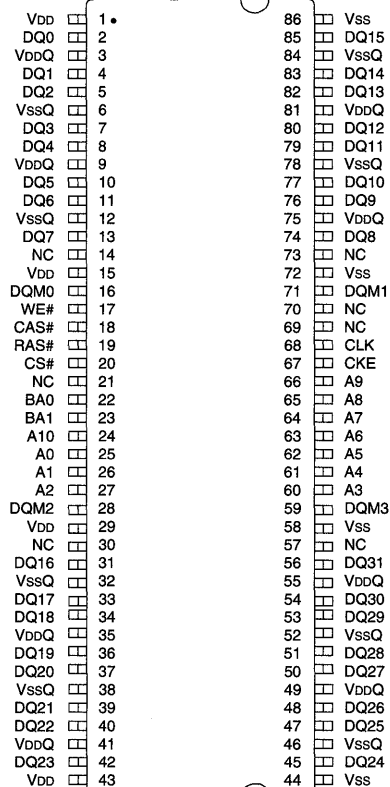 VDD 1 86 VSS
DQ0 2 85 DQ15
VDDQ 3 84 VSSQ
DQ1 4 83 DQ14
DQ2 5 82 DQ13
VSSQ 6 81 VDDQ
DQ3 7 80 DQ12
DQ4 8 79 DQ11
VDDQ 9 78 VSSQ
DQ5 10 77 DQ10
DQ6 11 76 DQ9
VSSQ 12 75 VDDQ
DQ7 13 74 DQ8
NC 14 73 NC
VDD 15 72 VSS
DQM0 16 71 DQM1
WE# 17 70 NC
CAS# 18 69 NC
RAS# 19 68 CLK
CS# 20 67 CKE
NC 21 66 A9
BA0 22 65 A8
BA1 23 64 A7
A10 24 63 A6
A0 25 62 A5
A1 26 61 A4
A2 27 60 A3
DQM2 28 59 DQM3
VDD 29 58 VSS
NC 30 57 NC
DQ16 31 56 DQ31
VSSQ 32 55 VDDQ
DQ17 33 54 DQ30
DQ18 34 53 DQ29
VDDQ 35 52 VSSQ
DQ19 36 51 DQ28
DQ20 37 50 DQ27
VSSQ 38 49 VDDQ
DQ21 39 48 DQ26
DQ22 40 47 DQ25
VDDQ 41 46 VSSQ
DQ23 42 45 DQ24
VDD 43 44 VSS